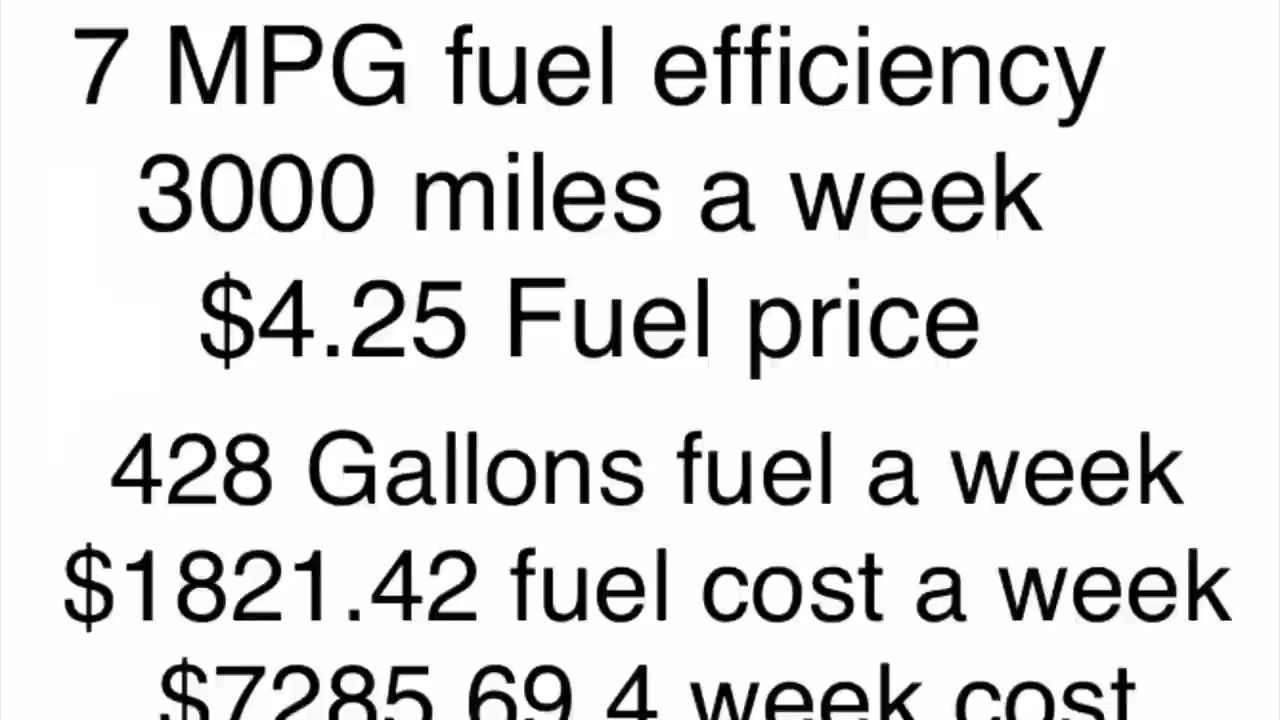 7 MPG fuel efficiency
3000 miles a week
$4.25 Fuel price
428 Gallons fuel a week
$1821.42 fuel cost a week
$7285.69 4 week cost